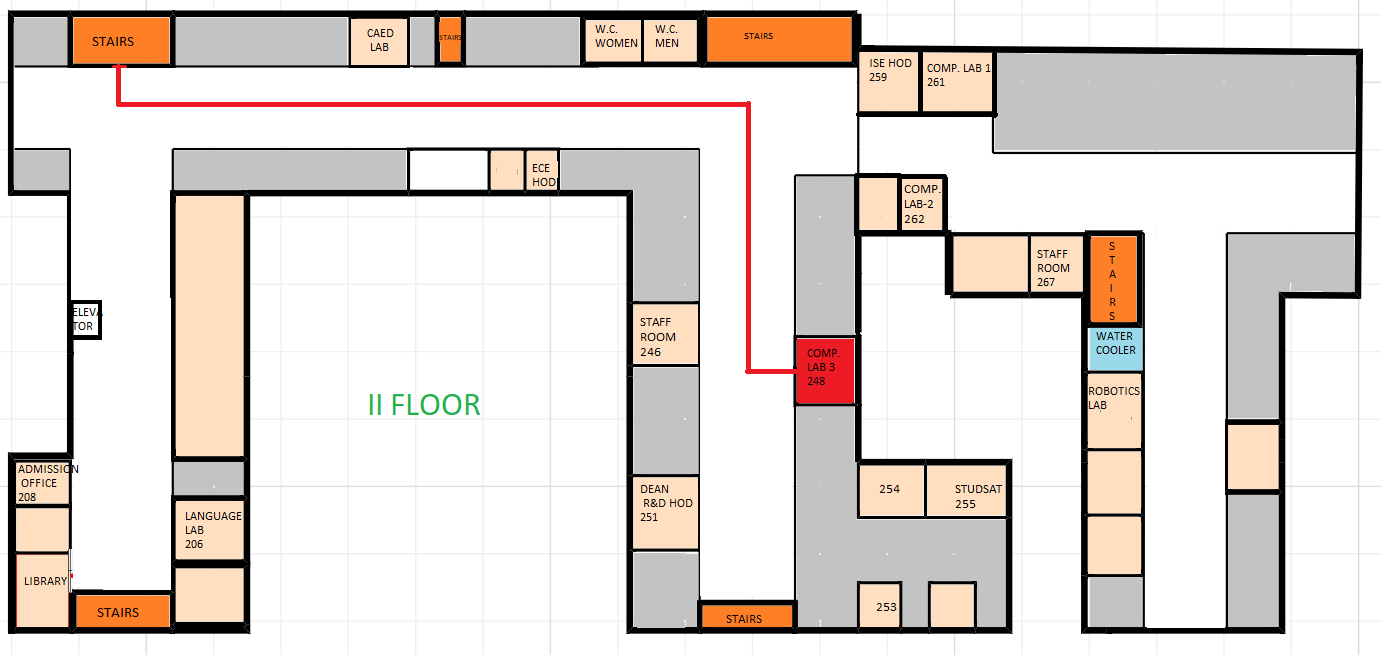 STAIRS
CAED
LAB
STAIRS
W.C.
WOMEN
W.C.
MEN
STAIRS
ISE HOD
259
COMP. LAB 1
261
ECE
HOD
COMP.
LAB-2
262
STAFF
ROOM
267
S
T
A
I
R
S
ELEVA
TOR
STAFF
ROOM
246
COMP.
LAB 3
248
WATER
COOLER
ROBOTICS
LAB
II FLOOR
ADMISSION
OFFICE
208
LANGUAGE
LAB
206
DEAN
R&D HOD
251
254
STUDSAT
255
LIBRARY
STAIRS
253
STAIRS